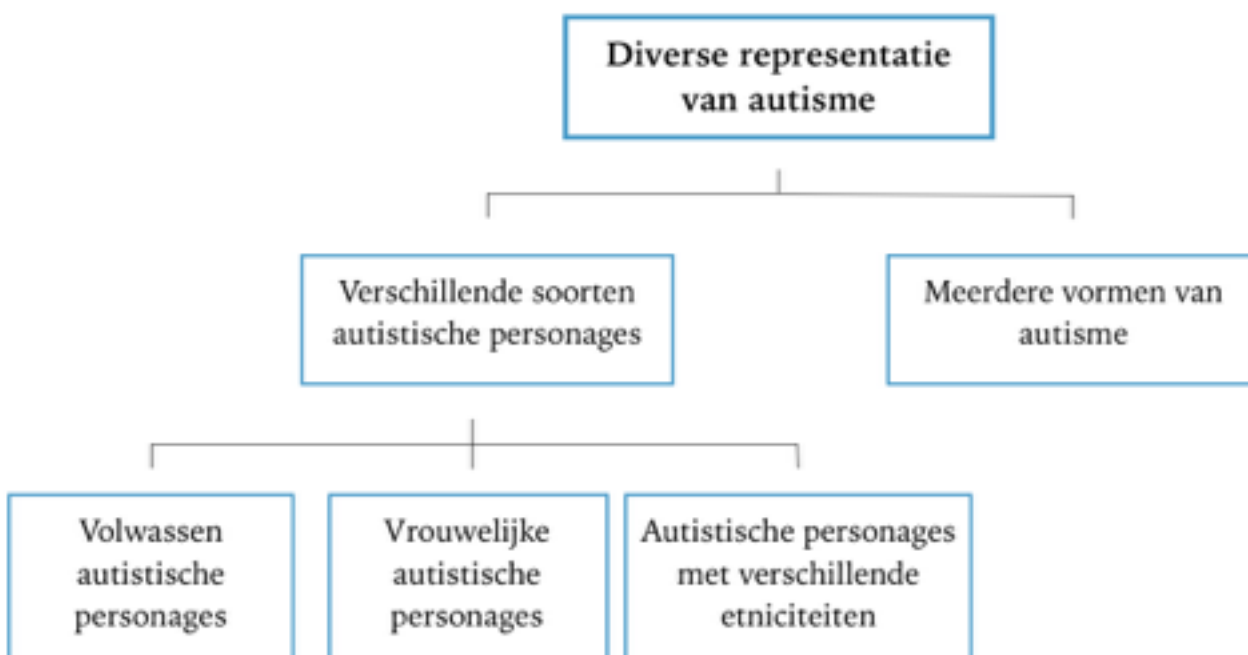 Diverse representatie
van autisme
Verschillende soorten
autistische personages
Meerdere vormen van
autisme
Volwassen
autistische
personages
Vrouwelijke
autistische
personages
Autistische personages
met verschillende
etniciteiten